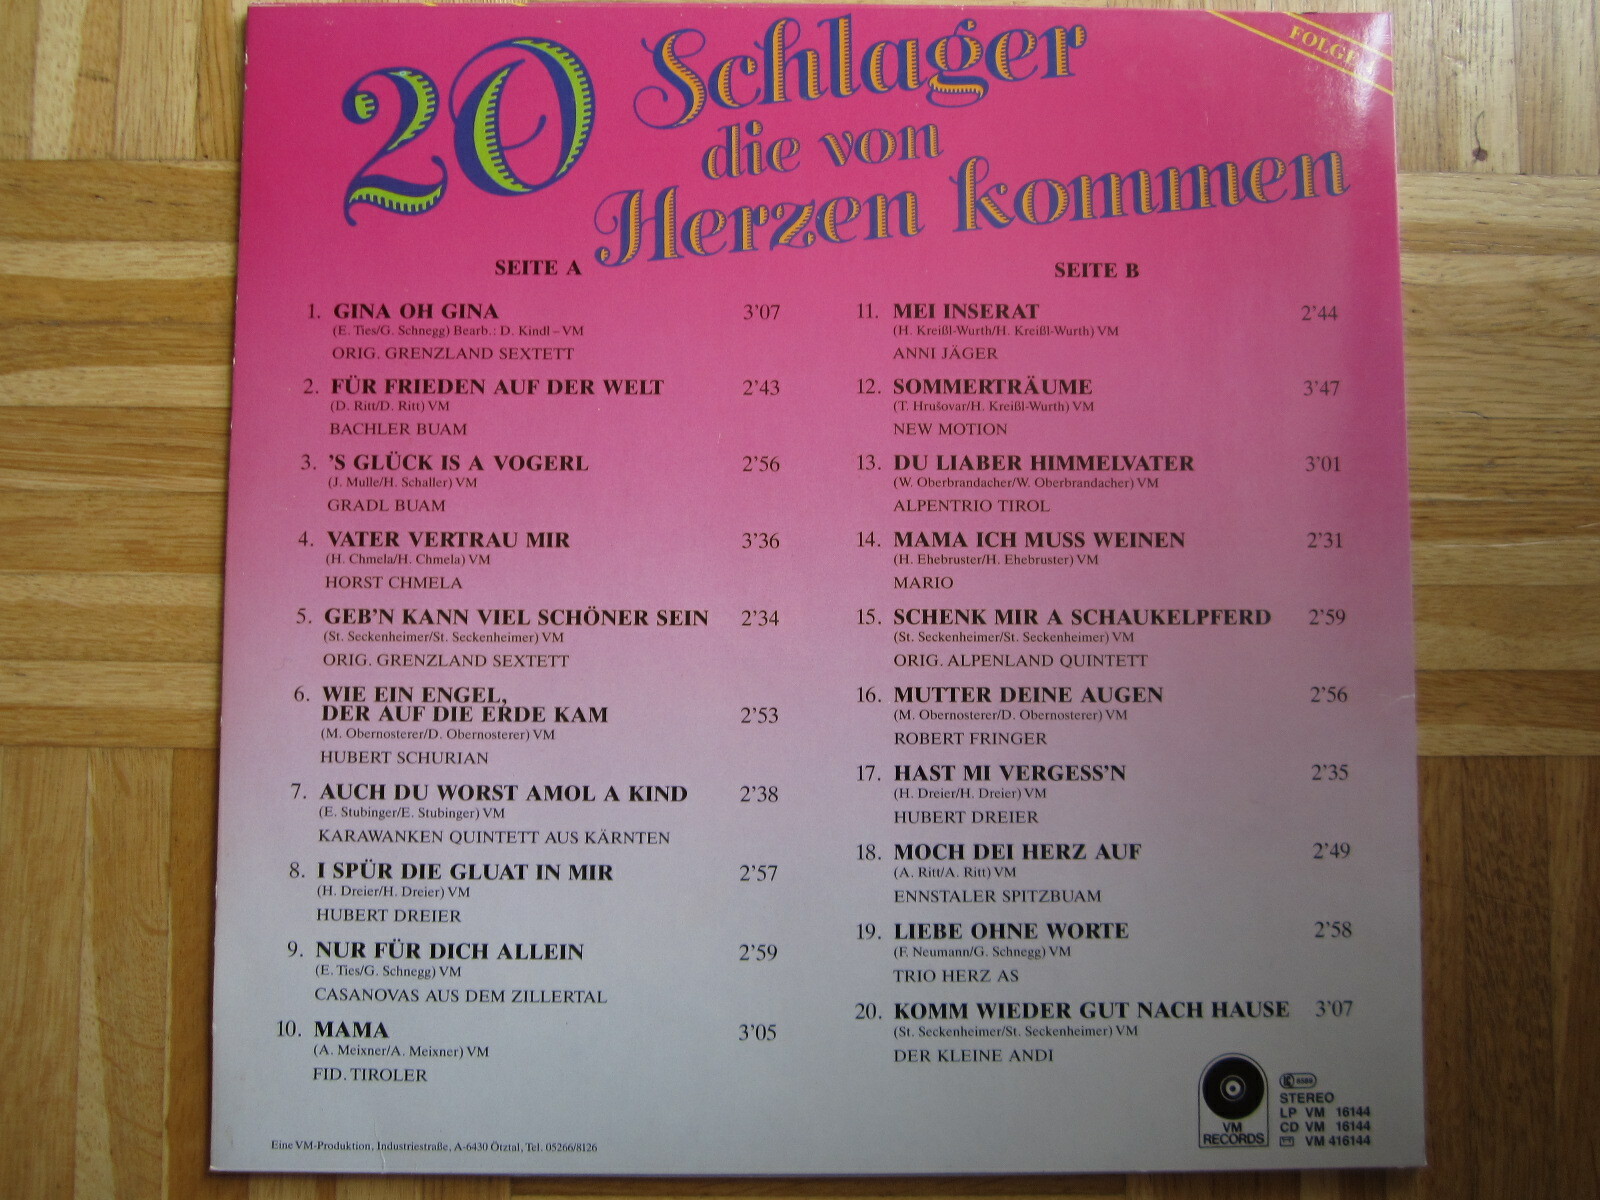 20 Schlager
die von
Herzen kommen
FOLGE
SEITE A
1. GINA OH GINA 3'07
(E. Ties/G. Schnegg) Bearb.: D. Kindl – VM
ORIG. GRENZLAND SEXTETT
2. FÜR FRIEDEN AUF DER WELT 2'43
(D. Ritt/D. Ritt) VM
BACHLER BUAM
3. 'S GLÜCK IS A VOGERL 2'56
(J. Mulle/H. Schaller) VM
GRADL BUAM
4. VATER VERTRAU MIR 3'36
(H. Chmela/H. Chmela) VM
HORST CHMELA
5. GEB'N KANN VIEL SCHÖNER SEIN 2'34
(St. Seckenheimer/St. Seckenheimer) VM
ORIG. GRENZLAND SEXTETT
6. WIE EIN ENGEL,
DER AUF DIE ERDE KAM 2'53
(M. Obernosterer/D. Obernosterer) VM
HUBERT SCHURIAN
7. AUCH DU WORST AMOL A KIND 2'38
(E. Stubinger/E. Stubinger) VM
KARAWANKEN QUINTETT AUS KÄRNTEN
8. I SPÜR DIE GLUAT IN MIR 2'57
(H. Dreier/H. Dreier) VM
HUBERT DREIER
9. NUR FÜR DICH ALLEIN 2'59
(E. Ties/G. Schnegg) VM
CASANOVAS AUS DEM ZILLERTAL
10. MAMA 3'05
(A. Meixner/A. Meixner) VM
FID. TIROLER
SEITE B
11. MEI INSERAT 2'44
(H. Kreißl-Wurth/H. Kreißl-Wurth) VM
ANNI JÄGER
12. SOMMERTRÄUME 3'47
(T. Hrušovar/H. Kreißl-Wurth) VM
NEW MOTION
13. DU LIABER HIMMELVATER 3'01
(W. Oberbrandacher/W. Oberbrandacher) VM
ALPENTRIO TIROL
14. MAMA ICH MUSS WEINEN 2'31
(H. Ehebruster/H. Ehebruster) VM
MARIO
15. SCHENK MIR A SCHAUKELPFERD 2'59
(St. Seckenheimer/St. Seckenheimer) VM
ORIG. ALPENLAND QUINTETT
16. MUTTER DEINE AUGEN 2'56
(M. Obernosterer/D. Obernosterer) VM
ROBERT FRINGER
17. HAST MI VERGESS'N 2'35
(H. Dreier/H. Dreier) VM
HUBERT DREIER
18. MOCH DEI HERZ AUF 2'49
(A. Ritt/A. Ritt) VM
ENNSTALER SPITZBUAM
19. LIEBE OHNE WORTE 2'58
(F. Neumann/G. Schnegg) VM
TRIO HERZ AS
20. KOMM WIEDER GUT NACH HAUSE 3'07
(St. Seckenheimer/St. Seckenheimer) VM
DER KLEINE ANDI
Eine VM-Produktion, Industriestraße, A-6430 Ötztal, Tel. 05266/8126
VM
RECORDS
STEREO
LP VM 16144
CD VM 16144
VM 416144